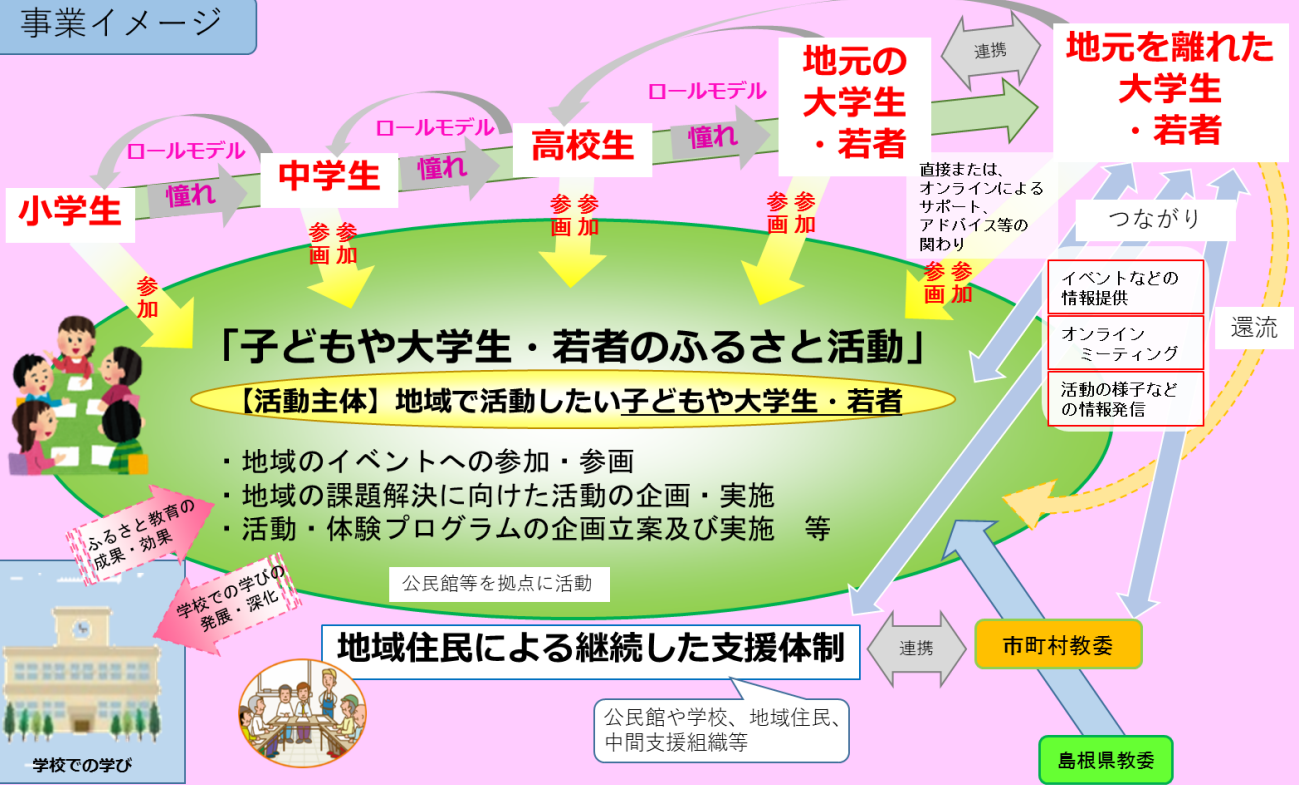 事業イメージ
小学生
中学生
高校生
地元の
大学生
・若者
地元を離れた
大学生
・若者
ロールモデル
憧れ
ロールモデル
憧れ
ロールモデル
憧れ
連携
参加
参加
参画
参加
参画
参加
参画
参加
参画
直接または、
オンラインによる
サポート、
アドバイス等の
関わり
つながり
イベントなどの
情報提供
オンライン
ミーティング
活動の様子など
の情報発信
還流
「子どもや大学生・若者のふるさと活動」
【活動主体】地域で活動したい子どもや大学生・若者
・地域のイベントへの参加・参画
・地域の課題解決に向けた活動の企画・実施
・活動・体験プログラムの企画立案及び実施　等
公民館等を拠点に活動
ふるさと教育の
成果・効果
学校での学びの
発展・深化
学校での学び
地域住民による継続した支援体制
連携
市町村教委
公民館や学校、地域住民、
中間支援組織等
島根県教委